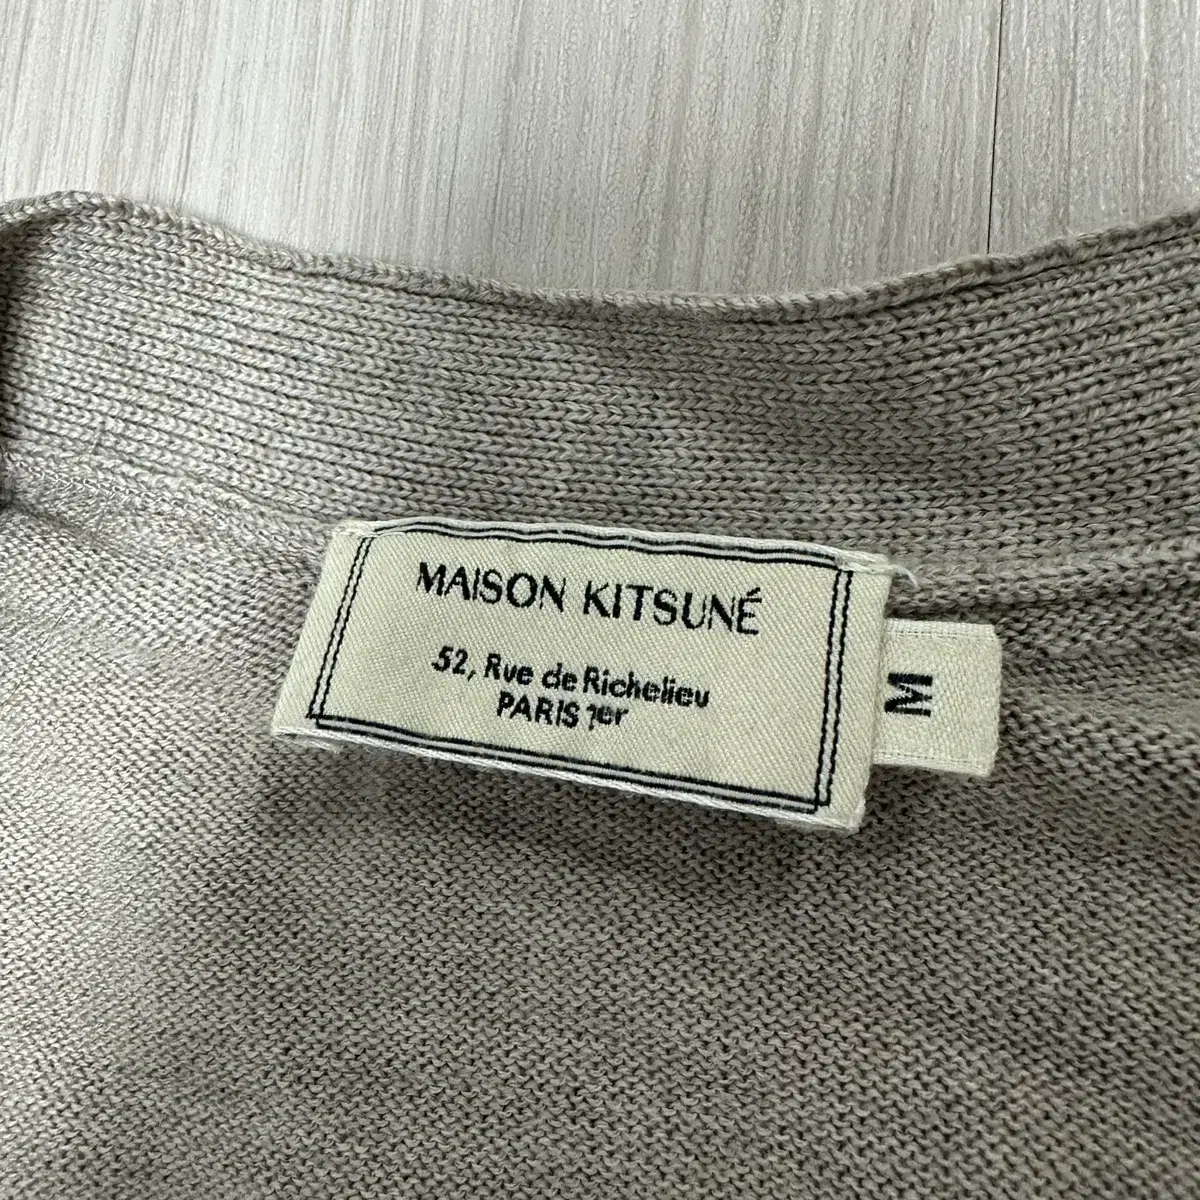 MAISON KITSUNÉ
52, Rue de Richelieu
PARIS 1er
M